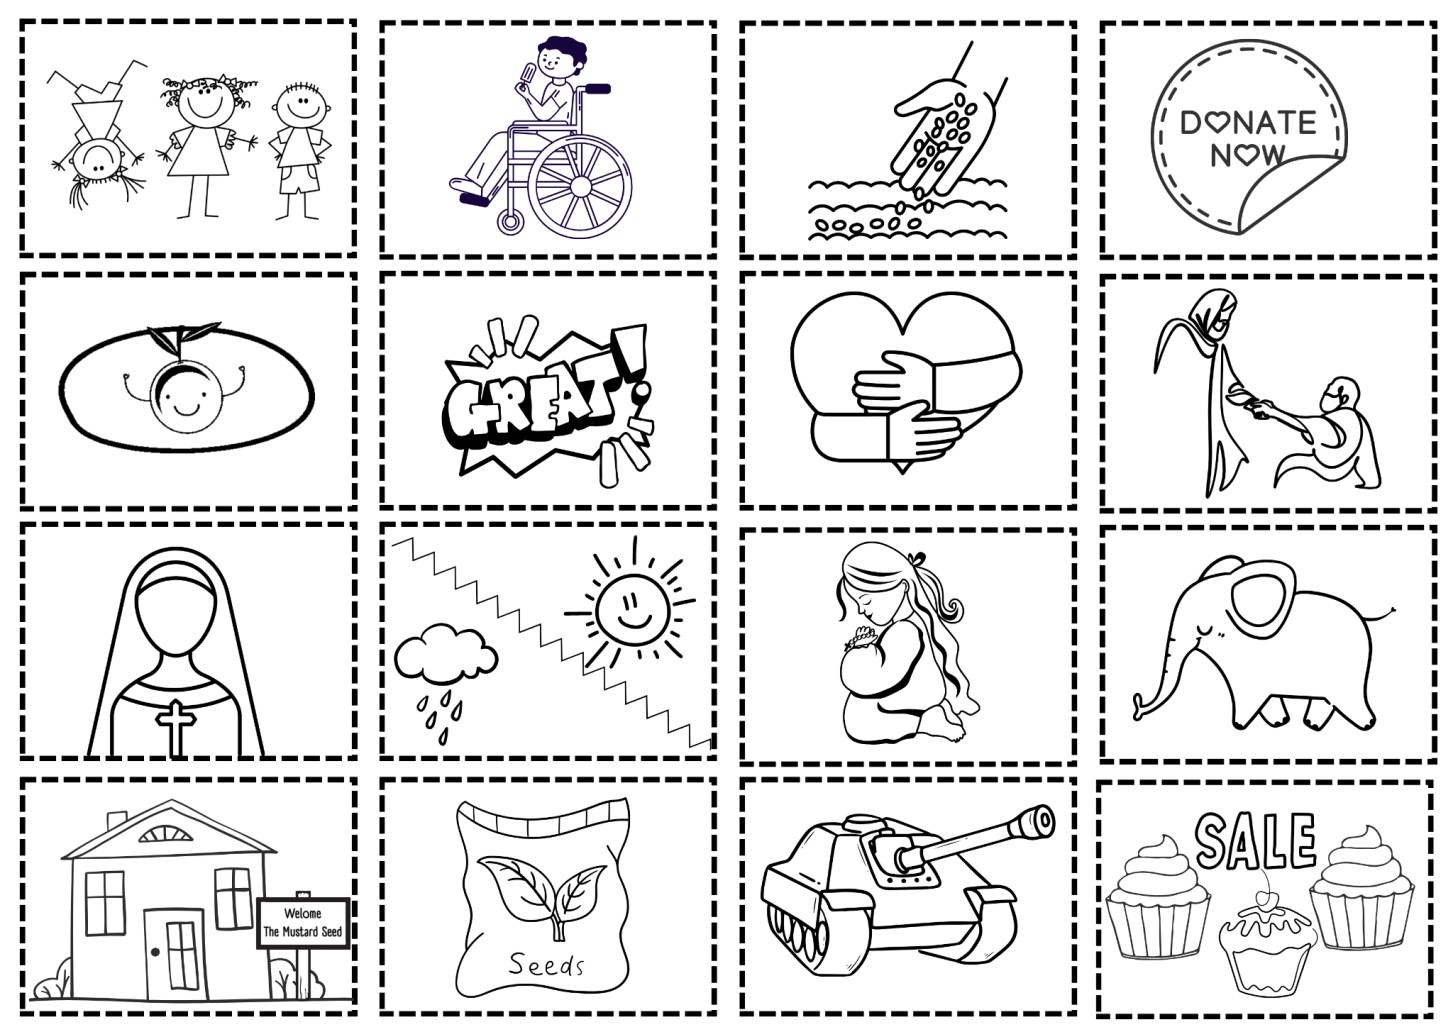 DONATE
NOW
GREAT!
Welome
The Mustard Seed
Seeds
SALE